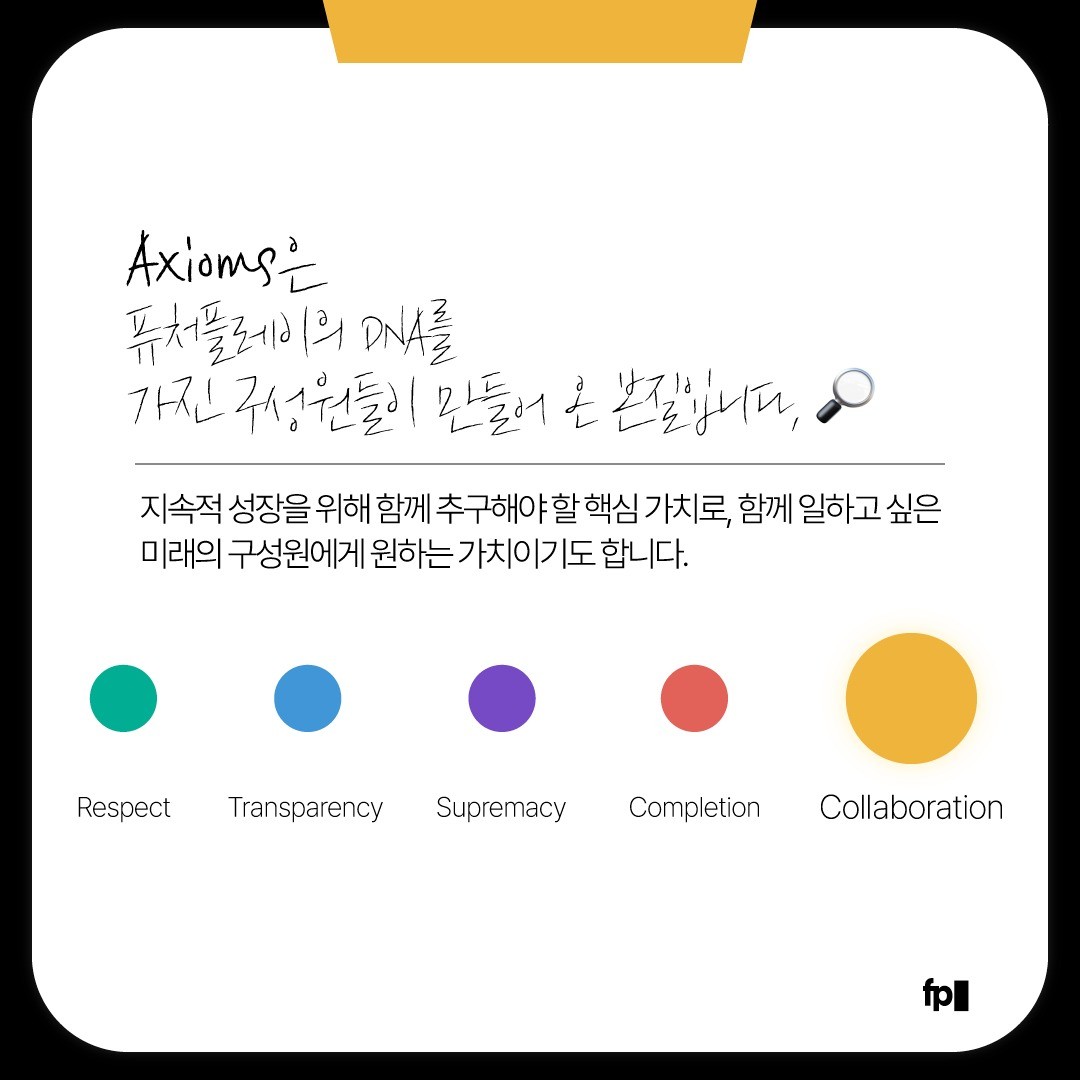 Axioms은
퓨처플레이의 DNA를
가진 구성원들이 만들어 온 본질입니다,
지속적 성장을 위해 함께 추구해야 할 핵심 가치로, 함께 일하고 싶은
미래의 구성원에게 원하는 가치이기도 합니다.
Respect Transparency Supremacy Completion Collaboration
fp